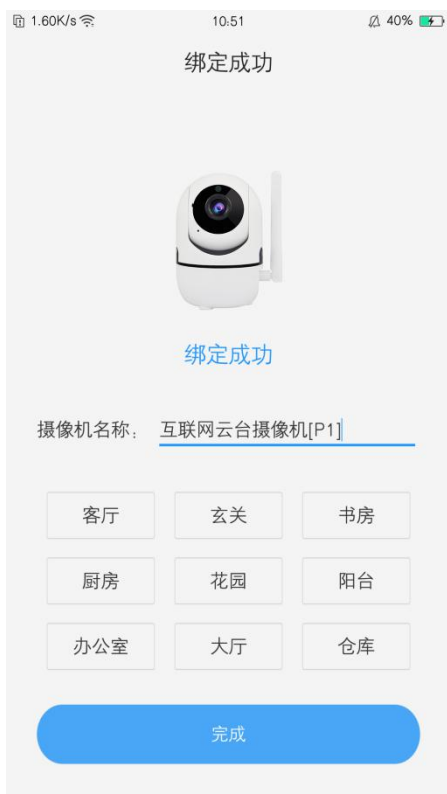 1.60K/s 10:51 40%
绑定成功
绑定成功
摄像机名称: 互联网云台摄像机[P1]
客厅 玄关 书房
厨房 花园 阳台
办公室 大厅 仓库
完成